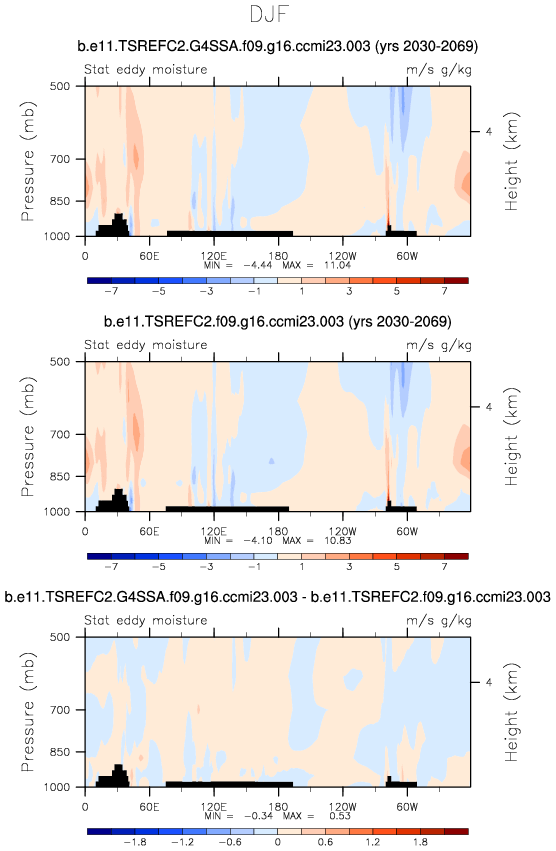 DJF
b.e11.TSREFC2.G4SSA.f09.g16.ccmi23.003 (yrs 2030-2069)
Stat eddy moisture m/s g/kg
500
700
850
1000
Pressure (mb)
4
Height (km)
0 60E 120E 180 120W 60W
MIN = -4.44 MAX = 11.04
-7 -5 -3 -1 1 3 5 7
b.e11.TSREFC2.f09.g16.ccmi23.003 (yrs 2030-2069)
Stat eddy moisture m/s g/kg
500
700
850
1000
Pressure (mb)
4
Height (km)
0 60E 120E 180 120W 60W
MIN = -4.10 MAX = 10.83
-7 -5 -3 -1 1 3 5 7
b.e11.TSREFC2.G4SSA.f09.g16.ccmi23.003 - b.e11.TSREFC2.f09.g16.ccmi23.003
Stat eddy moisture m/s g/kg
500
700
850
1000
Pressure (mb)
4
Height (km)
0 60E 120E 180 120W 60W
MIN = -0.34 MAX = 0.53
-1.8 -1.2 -0.6 0 0.6 1.2 1.8